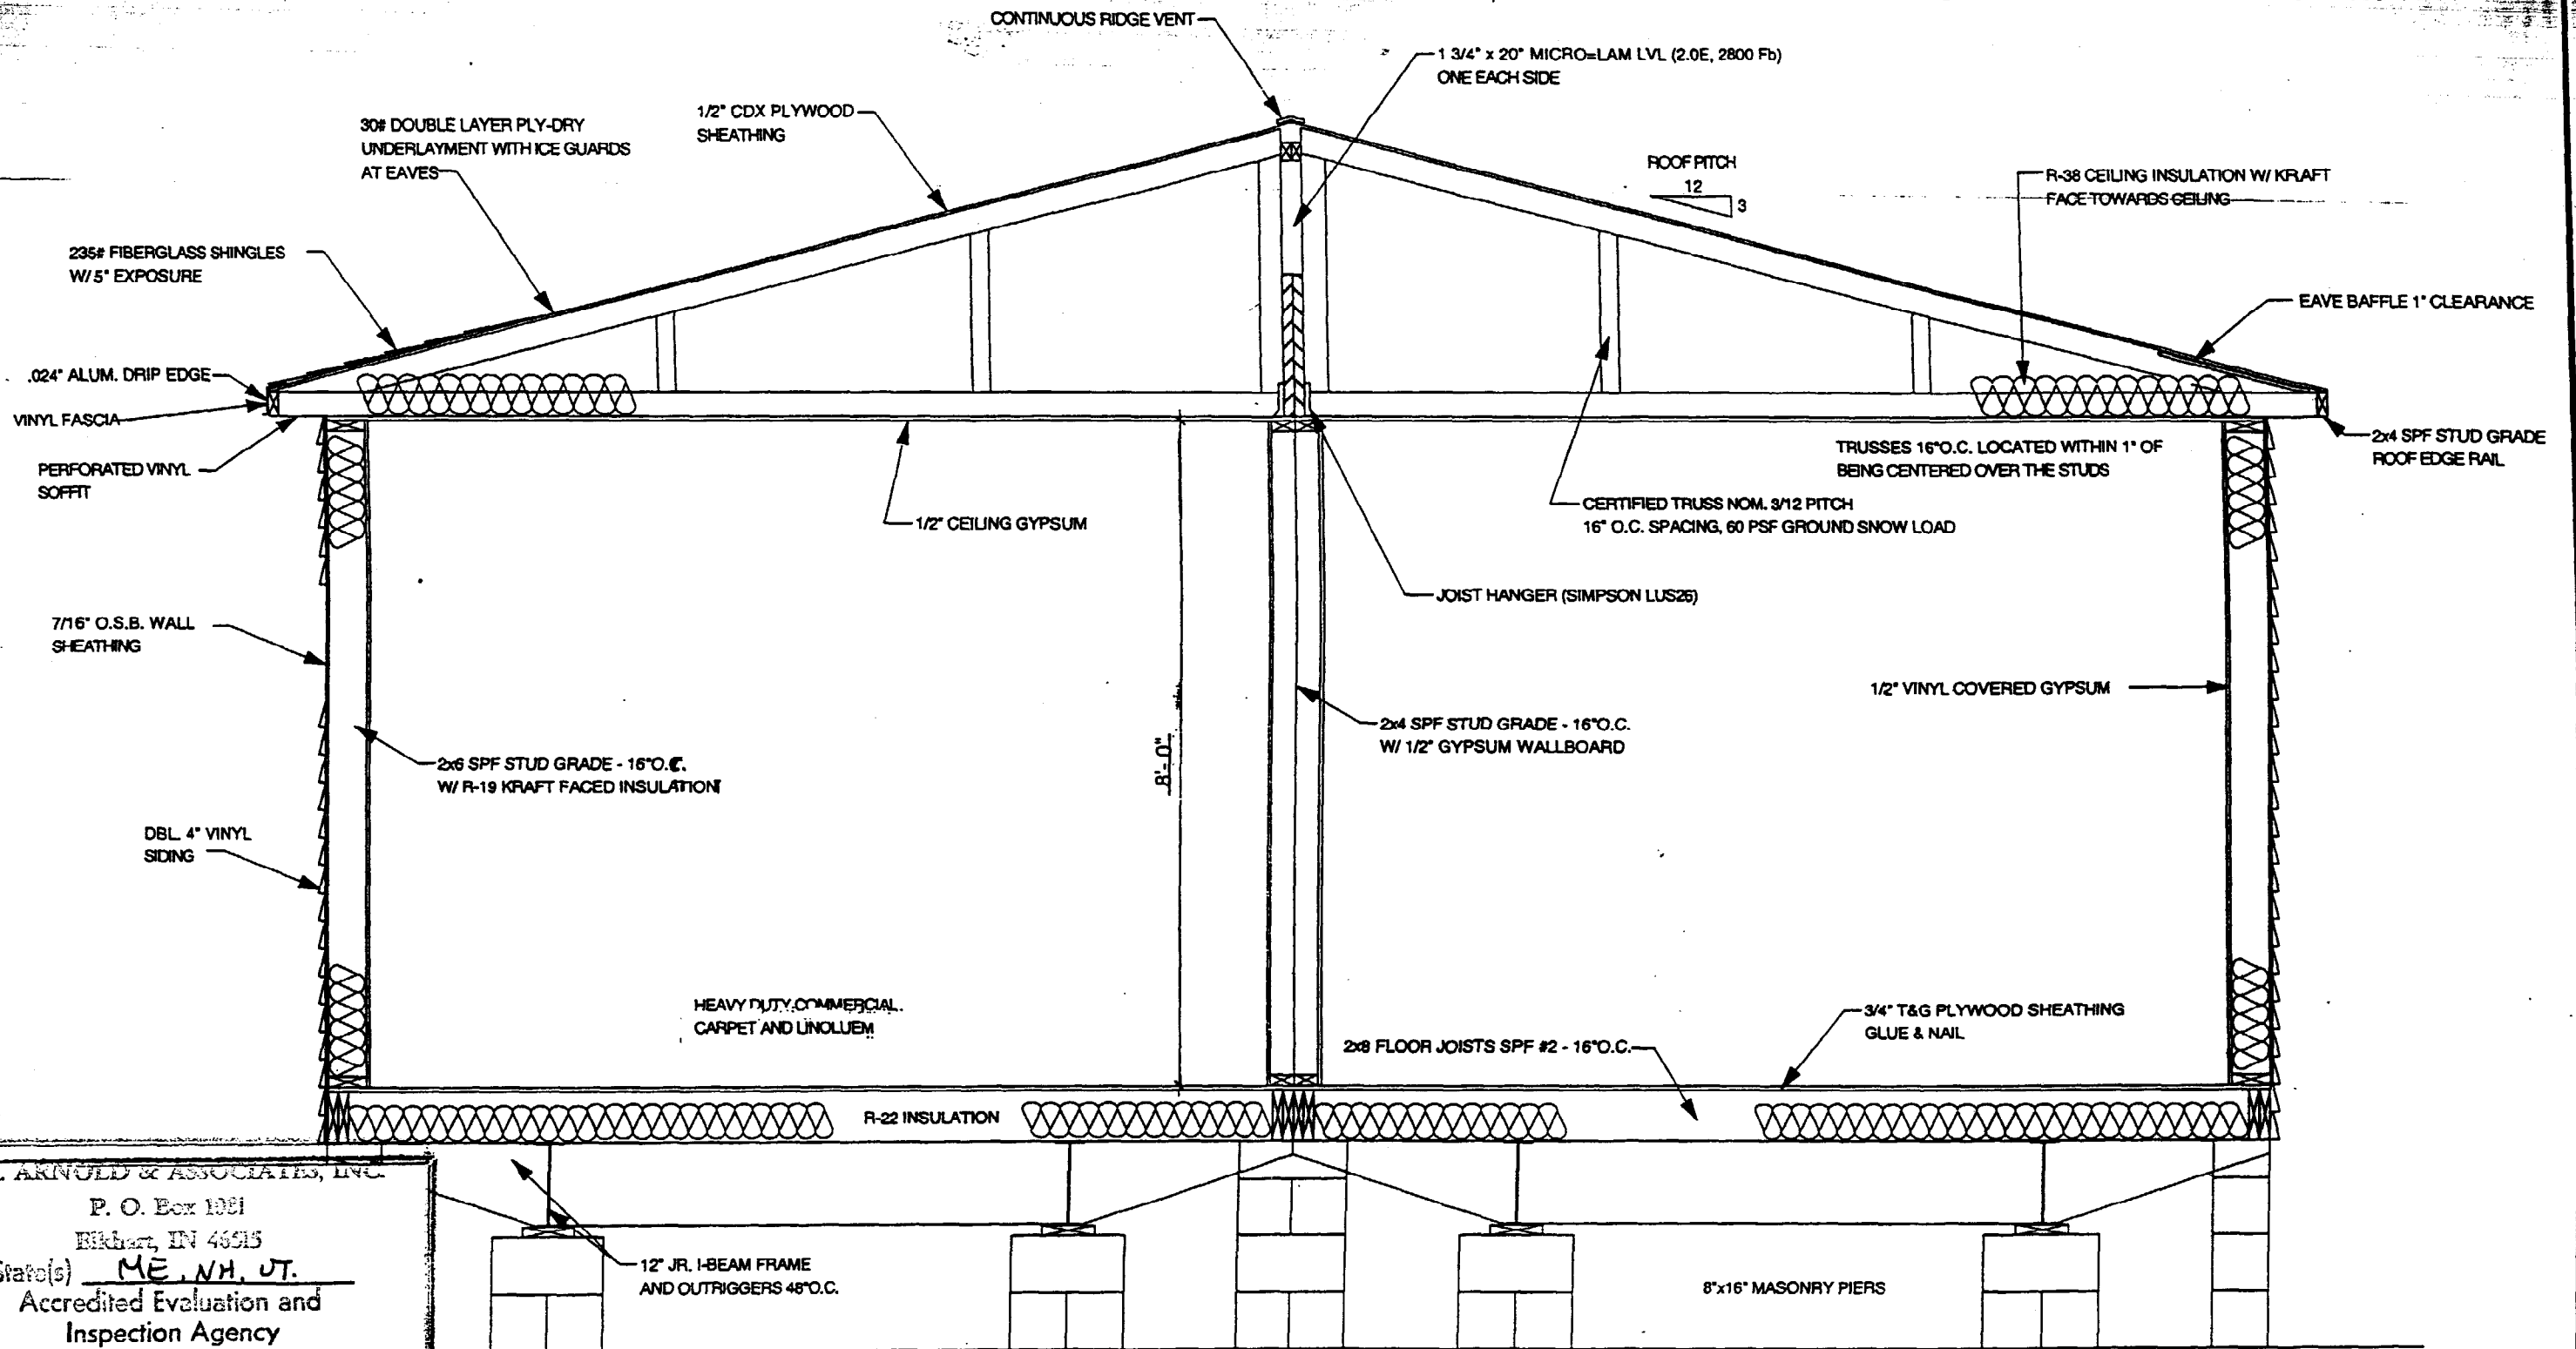 CONTINUOUS RIDGE VENT
1 3/4" x 20" MICRO=LAM LVL (2.0E, 2800 Fb)
ONE EACH SIDE
30# DOUBLE LAYER PLY-DRY
UNDERLAYMENT WITH ICE GUARDS
AT EAVES
1/2" CDX PLYWOOD
SHEATHING
ROOF PITCH
12
3
R-38 CEILING INSULATION W/ KRAFT
FACE TOWARDS CEILING
235# FIBERGLASS SHINGLES
W/ 5" EXPOSURE
EAVE BAFFLE 1" CLEARANCE
.024" ALUM. DRIP EDGE
VINYL FASCIA
PERFORATED VINYL
SOFFIT
2x4 SPF STUD GRADE
ROOF EDGE RAIL
TRUSSES 16"O.C. LOCATED WITHIN 1" OF
BEING CENTERED OVER THE STUDS
1/2" CEILING GYPSUM
CERTIFIED TRUSS NOM. 3/12 PITCH
16" O.C. SPACING, 60 PSF GROUND SNOW LOAD
JOIST HANGER (SIMPSON LUS26)
7/16" O.S.B. WALL
SHEATHING
1/2" VINYL COVERED GYPSUM
2x4 SPF STUD GRADE - 16"O.C.
W/ 1/2" GYPSUM WALLBOARD
8'-0"
2x6 SPF STUD GRADE - 16"O.C.
W/ R-19 KRAFT FACED INSULATION
DBL. 4" VINYL
SIDING
HEAVY DUTY COMMERCIAL.
CARPET AND LINOLUEM
3/4" T&G PLYWOOD SHEATHING
GLUE & NAIL
2x8 FLOOR JOISTS SPF #2 - 16"O.C.
R-22 INSULATION
ARNOLD & ASSOCIATES, INC.
P. O. Box 1081
Elkhart, IN 46515
State(s) ME, NH, VT.
Accredited Evaluation and
Inspection Agency
12" JR. I-BEAM FRAME
AND OUTRIGGERS 48"O.C.
8"x16" MASONRY PIERS